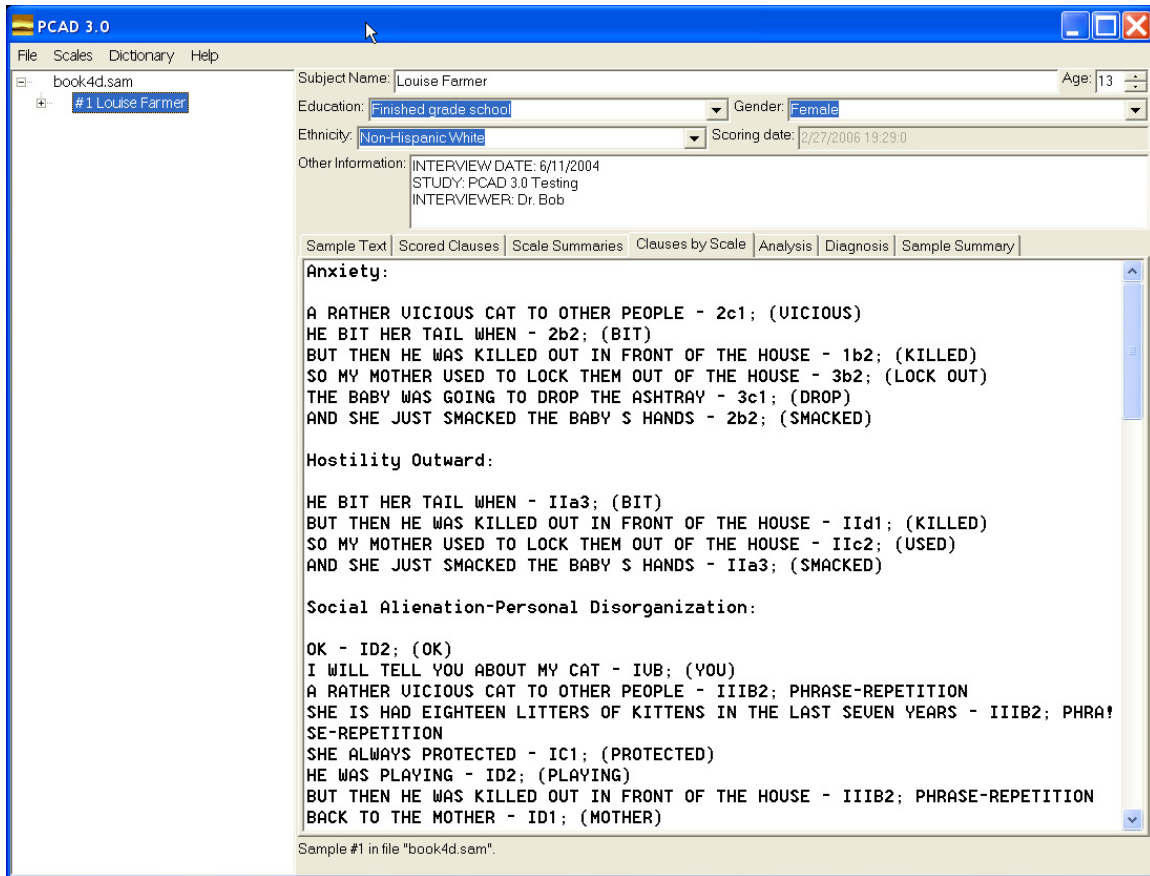 PCAD 3.0
File Scales Dictionary Help
book4d.sam
#1 Louise Farmer
Subject Name: Louise Farmer Age: 13
Education: Finished grade school Gender: Female
Ethnicity: Non-Hispanic White Scoring date: 2/27/2006 19:29:0
Other Information: INTERVIEW DATE: 6/11/2004
STUDY: PCAD 3.0 Testing
INTERVIEWER: Dr. Bob
Sample Text Scored Clauses Scale Summaries Clauses by Scale Analysis Diagnosis Sample Summary
Anxiety:
A RATHER VICIOUS CAT TO OTHER PEOPLE - 2c1; (VICIOUS)
HE BIT HER TAIL WHEN - 2b2; (BIT)
BUT THEN HE WAS KILLED OUT IN FRONT OF THE HOUSE - 1b2; (KILLED)
SO MY MOTHER USED TO LOCK THEM OUT OF THE HOUSE - 3b2; (LOCK OUT)
THE BABY WAS GOING TO DROP THE ASHTRAY - 3c1; (DROP)
AND SHE JUST SMACKED THE BABY S HANDS - 2b2; (SMACKED)
Hostility Outward:
HE BIT HER TAIL WHEN - IIa3; (BIT)
BUT THEN HE WAS KILLED OUT IN FRONT OF THE HOUSE - IId1; (KILLED)
SO MY MOTHER USED TO LOCK THEM OUT OF THE HOUSE - IIc2; (USED)
AND SHE JUST SMACKED THE BABY S HANDS - IIa3; (SMACKED)
Social Alienation-Personal Disorganization:
OK - ID2; (OK)
I WILL TELL YOU ABOUT MY CAT - IVB; (YOU)
A RATHER VICIOUS CAT TO OTHER PEOPLE - IIIB2; PHRASE-REPETITION
SHE IS HAD EIGHTEEN LITTERS OF KITTENS IN THE LAST SEVEN YEARS - IIIB2; PHRA!
SE-REPETITION
SHE ALWAYS PROTECTED - IC1; (PROTECTED)
HE WAS PLAYING - ID2; (PLAYING)
BUT THEN HE WAS KILLED OUT IN FRONT OF THE HOUSE - IIIB2; PHRASE-REPETITION
BACK TO THE MOTHER - ID1; (MOTHER)
Sample #1 in file "book4d.sam".